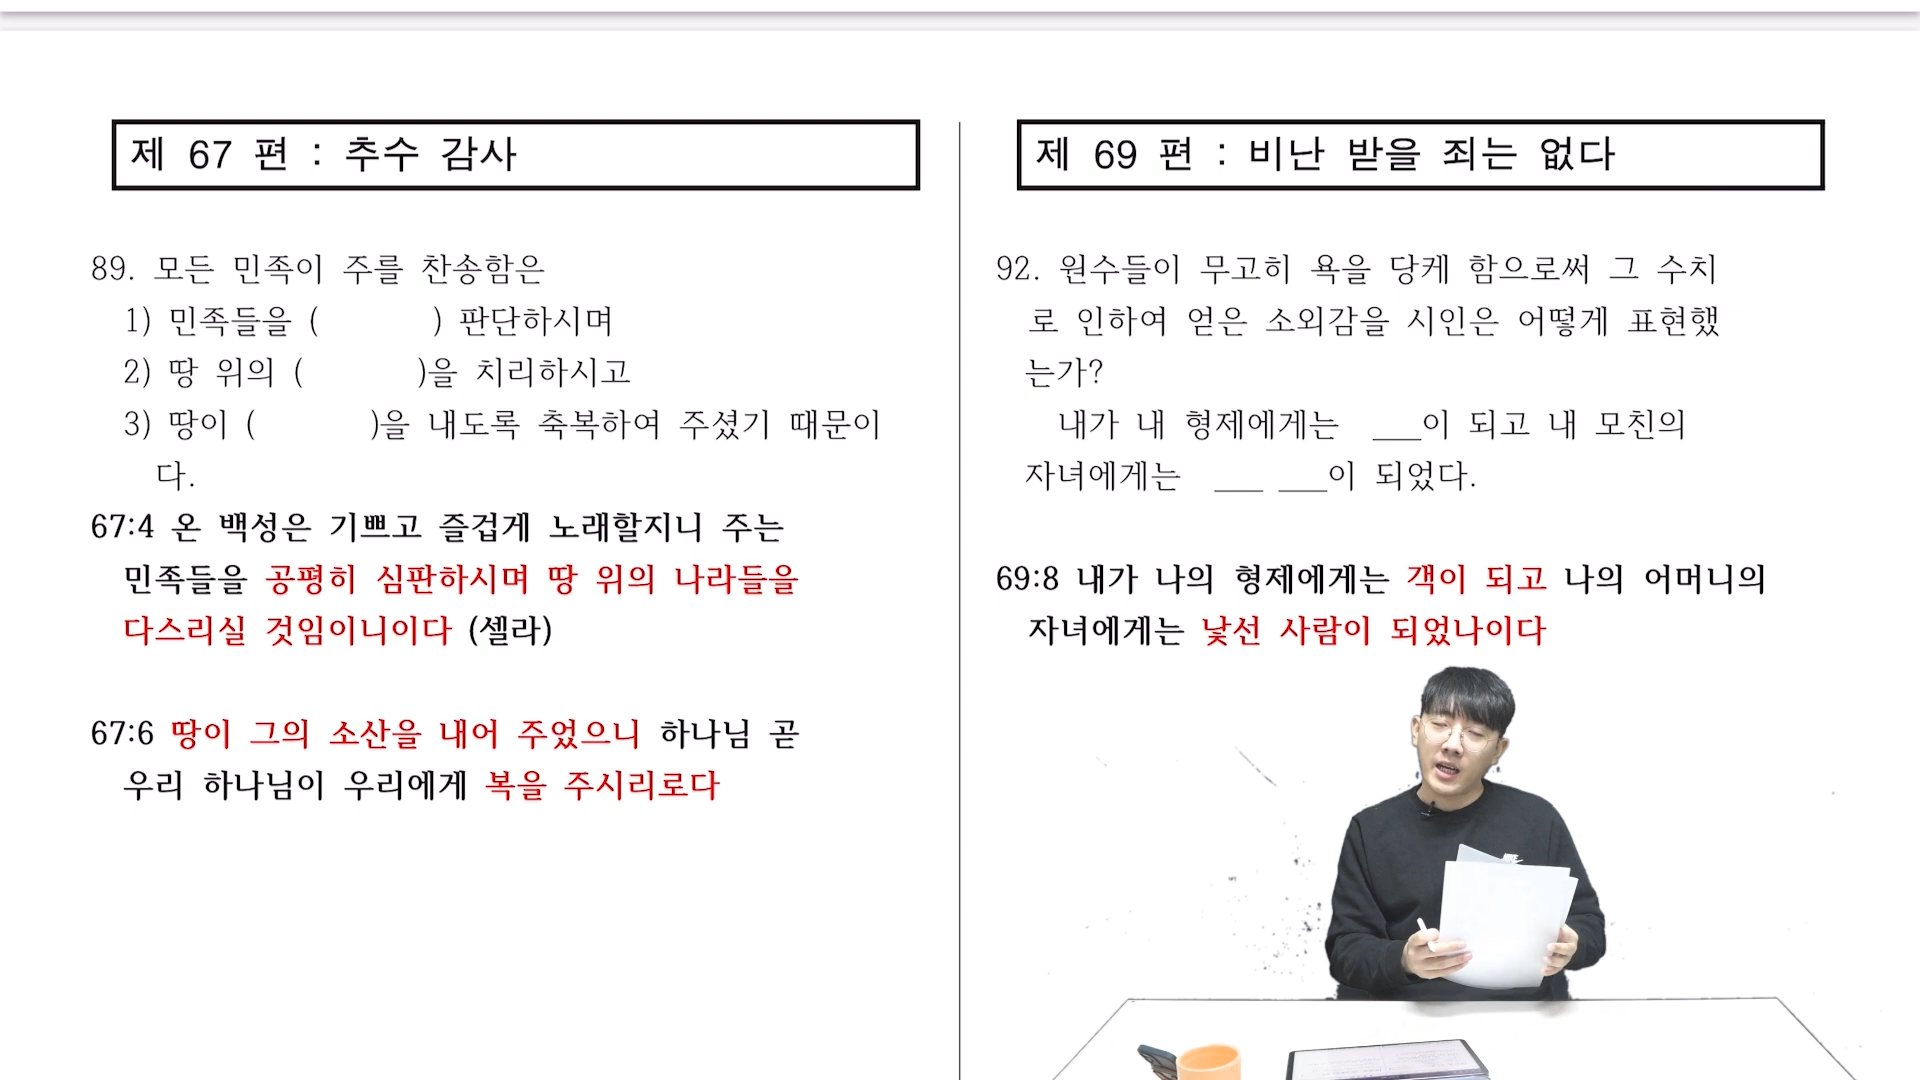 제 67 편 : 추수 감사
89. 모든 민족이 주를 찬송함은
1) 민족들을 (          ) 판단하시며
2) 땅 위의 (          )을 치리하시고
3) 땅이 (          )을 내도록 축복하여 주셨기 때문이
다.
67:4 온 백성은 기쁘고 즐겁게 노래할지니 주는
민족들을 공평히 심판하시며 땅 위의 나라들을
다스리실 것임이니이다 (셀라)
67:6 땅이 그의 소산을 내어 주었으니 하나님 곧
우리 하나님이 우리에게 복을 주시리로다
제 69 편 : 비난 받을 죄는 없다
92. 원수들이 무고히 욕을 당케 함으로써 그 수치
로 인하여 얻은 소외감을 시인은 어떻게 표현했
는가?
내가 내 형제에게는 ___이 되고 내 모친의
자녀에게는 ___ ___이 되었다.
69:8 내가 나의 형제에게는 객이 되고 나의 어머니의
자녀에게는 낯선 사람이 되었나이다